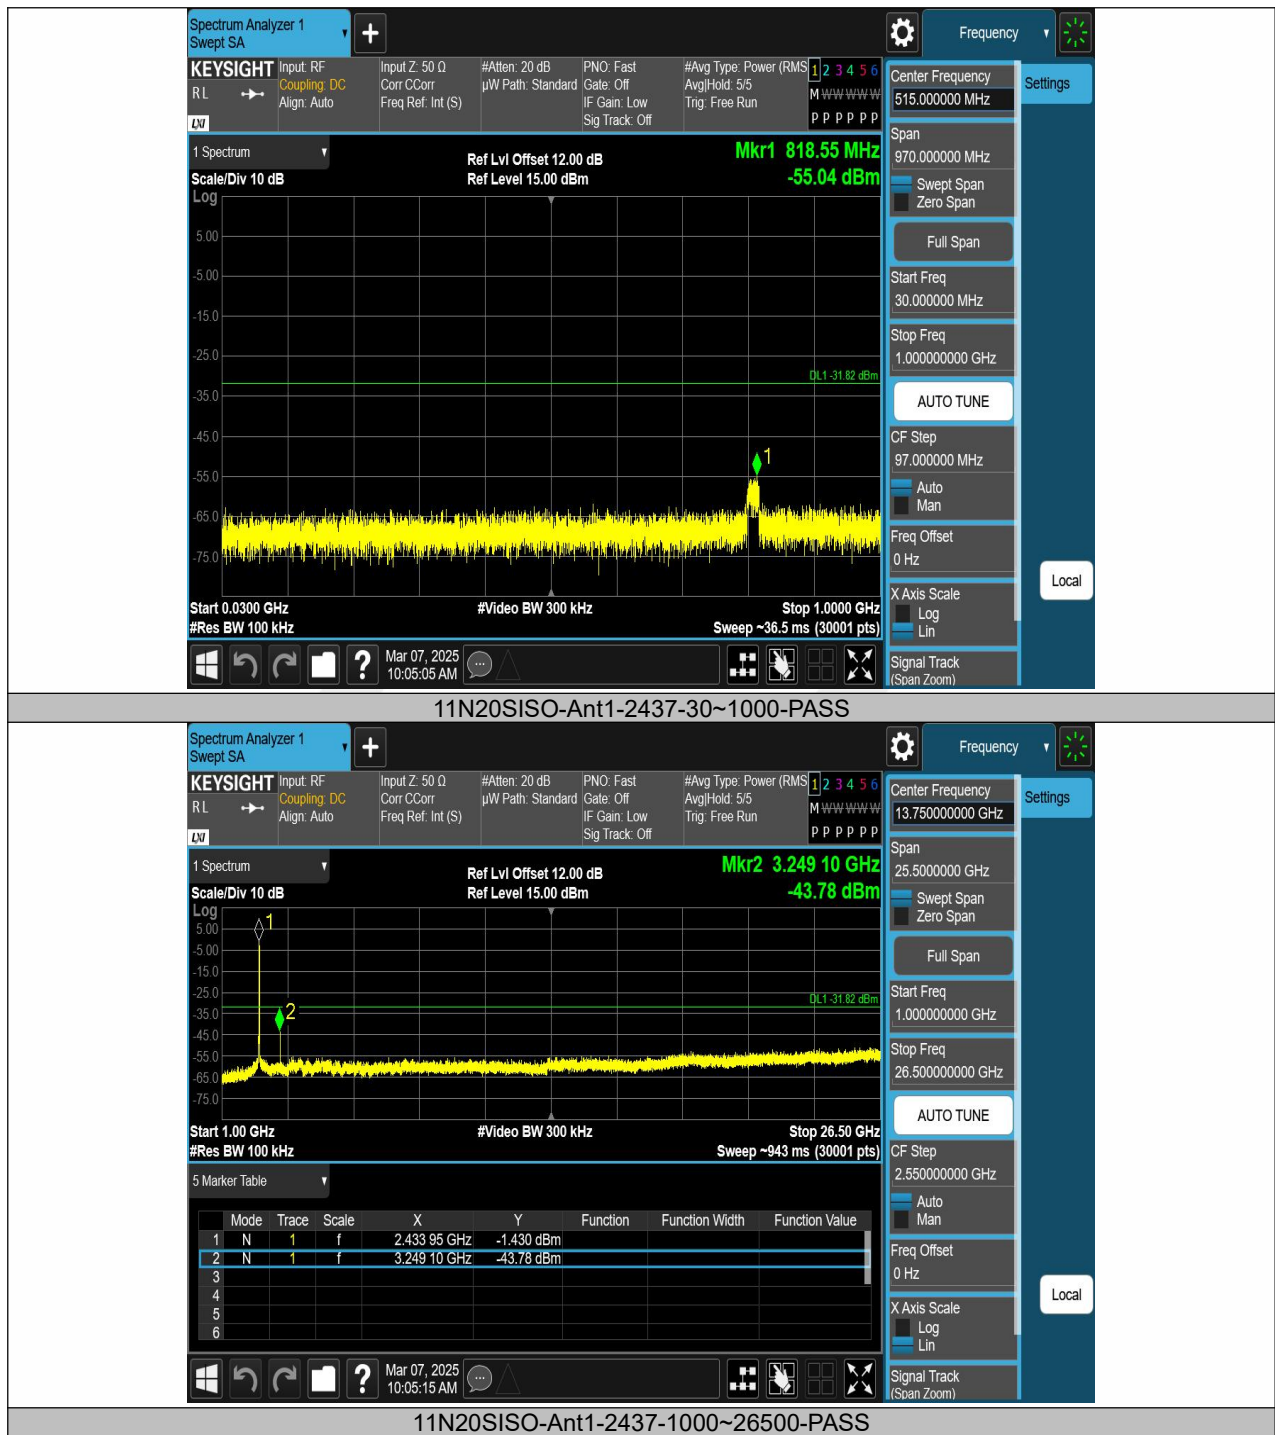 Spectrum Analyzer 1
Swept SA
+
Frequency
KEYSIGHT
Input: RF
Input Z: 50 Ω
#Atten: 20 dB
PNO: Fast
#Avg Type: Power (RMS
1 2 3 4 5 6
R L
Coupling: DC
Corr CCorr
µW Path: Standard
Gate: Off
Avg|Hold: 5/5
M W W W W W
Align: Auto
Freq Ref: Int (S)
IF Gain: Low
Trig: Free Run
Sig Track: Off
P P P P P P
LXI
Center Frequency
515.000000 MHz
Settings
Span
970.000000 MHz
Swept Span
Zero Span
Full Span
Start Freq
30.000000 MHz
Stop Freq
1.000000000 GHz
AUTO TUNE
CF Step
97.000000 MHz
Auto
Man
Freq Offset
0 Hz
X Axis Scale
Log
Lin
Signal Track
(Span Zoom)
Local
1 Spectrum
Ref Lvl Offset 12.00 dB
Mkr1 818.55 MHz
Scale/Div 10 dB
Ref Level 15.00 dBm
-55.04 dBm
Log
5.00
-5.00
-15.0
-25.0
DL1 -31.82 dBm
-35.0
-45.0
1
-55.0
-65.0
-75.0
Start 0.0300 GHz
#Video BW 300 kHz
Stop 1.0000 GHz
#Res BW 100 kHz
Sweep ~36.5 ms (30001 pts)
?
Mar 07, 2025
10:05:05 AM
11N20SISO-Ant1-2437-30~1000-PASS
Spectrum Analyzer 1
Swept SA
+
Frequency
KEYSIGHT
Input: RF
Input Z: 50 Ω
#Atten: 20 dB
PNO: Fast
#Avg Type: Power (RMS
1 2 3 4 5 6
R L
Coupling: DC
Corr CCorr
µW Path: Standard
Gate: Off
Avg|Hold: 5/5
M W W W W W
Align: Auto
Freq Ref: Int (S)
IF Gain: Low
Trig: Free Run
Sig Track: Off
P P P P P P
LXI
Center Frequency
13.750000000 GHz
Settings
Span
25.5000000 GHz
Swept Span
Zero Span
Full Span
Start Freq
1.000000000 GHz
Stop Freq
26.500000000 GHz
AUTO TUNE
CF Step
2.550000000 GHz
Auto
Man
Freq Offset
0 Hz
X Axis Scale
Log
Lin
Signal Track
(Span Zoom)
Local
1 Spectrum
Ref Lvl Offset 12.00 dB
Mkr2 3.249 10 GHz
Scale/Div 10 dB
Ref Level 15.00 dBm
-43.78 dBm
Log
1
5.00
-5.00
-15.0
-25.0
DL1 -31.82 dBm
2
-35.0
-45.0
-55.0
-65.0
-75.0
Start 1.00 GHz
#Video BW 300 kHz
Stop 26.50 GHz
#Res BW 100 kHz
Sweep ~943 ms (30001 pts)
5 Marker Table
Mode Trace Scale X Y Function Function Width Function Value
1 N 1 f 2.433 95 GHz -1.430 dBm
2 N 1 f 3.249 10 GHz -43.78 dBm
3
4
5
6
?
Mar 07, 2025
10:05:15 AM
11N20SISO-Ant1-2437-1000~26500-PASS